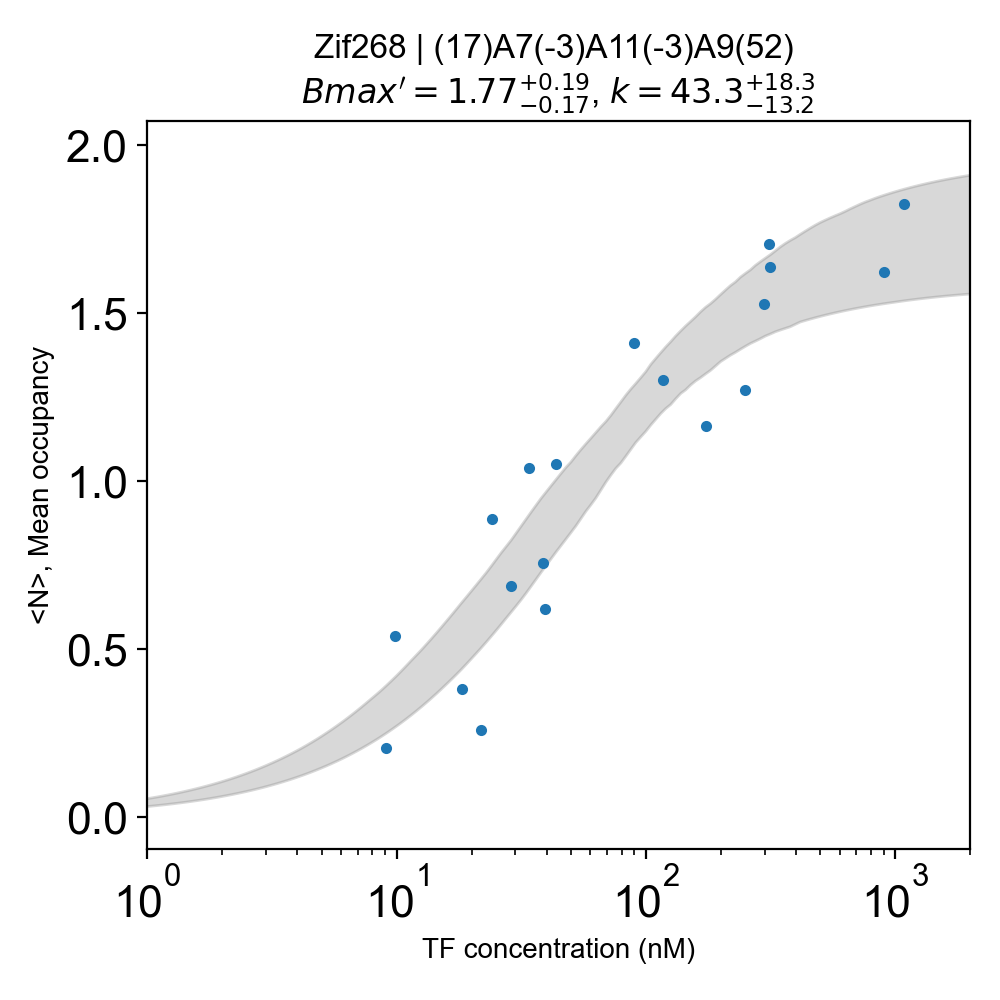 Zif268 | (17)A7(-3)A11(-3)A9(52)
Bmax′ = 1.77^{+0.19}_{−0.17}, k = 43.3^{+18.3}_{−13.2}
2.0
1.5
1.0
0.5
0.0
<N>, Mean occupancy
10^0 10^1 10^2 10^3
TF concentration (nM)